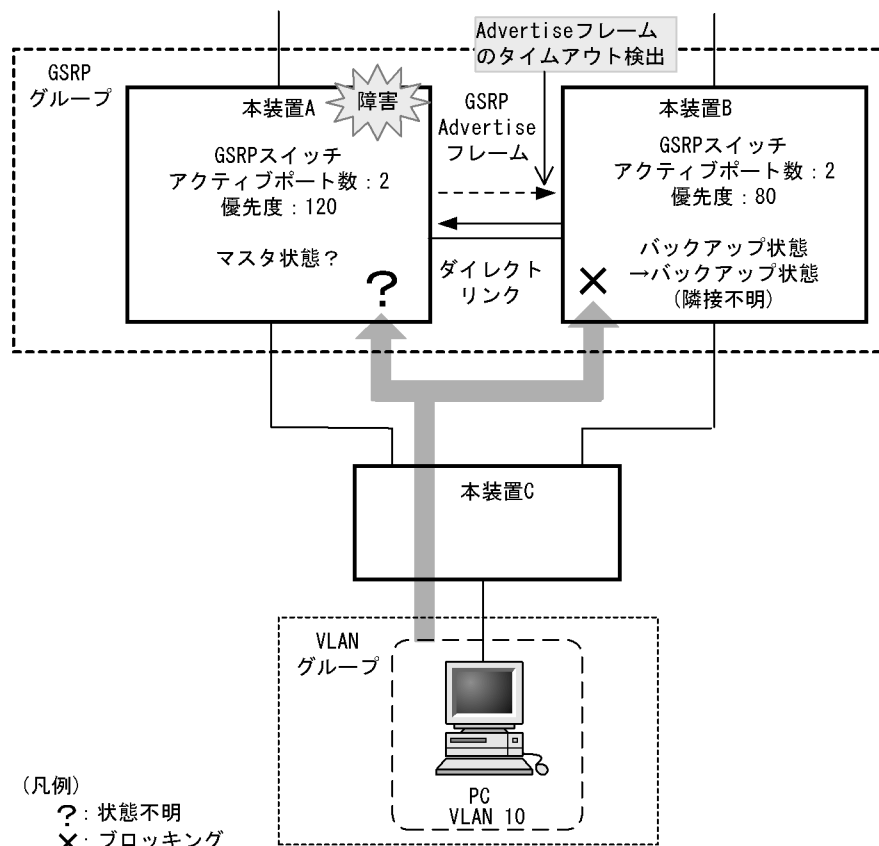 Advertiseフレーム
のタイムアウト検出
GSRP
グループ
本装置A
障害
GSRP
Advertise
フレーム
本装置B
GSRPスイッチ
アクティブポート数：2
優先度：120
GSRPスイッチ
アクティブポート数：2
優先度：80
マスタ状態？
?
ダイレクト
リンク
×
バックアップ状態
→バックアップ状態
(隣接不明)
本装置C
VLAN
グループ
PC
VLAN 10
(凡例)
?：状態不明
×：ブロッキング